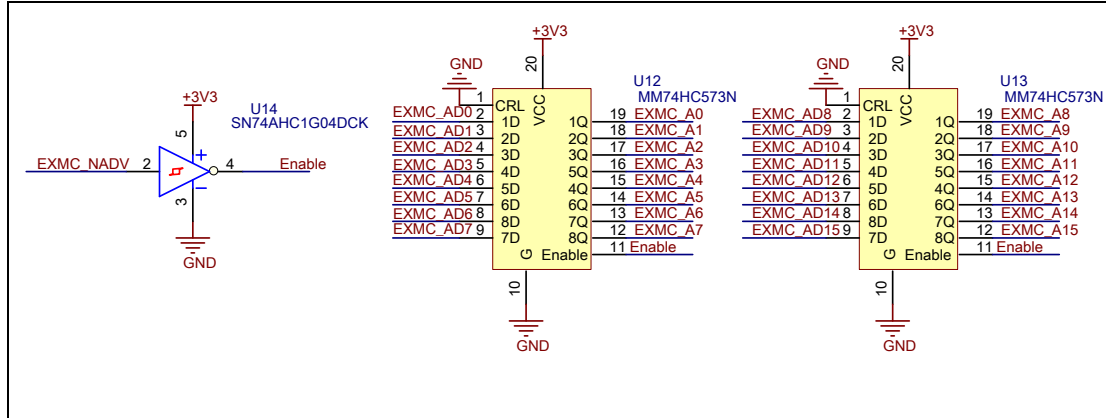 +3V3
U14
SN74AHC1G04DCK
5
EXMC_NADV 2
4 Enable
3
GND
+3V3
20
GND
U12
MM74HC573N
1 CRL
VCC
EXMC_AD0 2 1D 1Q 19 EXMC_A0
EXMC_AD1 3 2D 2Q 18 EXMC_A1
EXMC_AD2 4 3D 3Q 17 EXMC_A2
EXMC_AD3 5 4D 5Q 16 EXMC_A3
EXMC_AD4 6 5D 4Q 15 EXMC_A4
EXMC_AD5 7 6D 6Q 14 EXMC_A5
EXMC_AD6 8 8D 7Q 13 EXMC_A6
EXMC_AD7 9 7D 8Q 12 EXMC_A7
G Enable 11 Enable
10
GND
+3V3
20
GND
U13
MM74HC573N
1 CRL
VCC
EXMC_AD8 2 1D 1Q 19 EXMC_A8
EXMC_AD9 3 2D 2Q 18 EXMC_A9
EXMC_AD10 4 3D 3Q 17 EXMC_A10
EXMC_AD11 5 4D 5Q 16 EXMC_A11
EXMC_AD12 6 5D 4Q 15 EXMC_A12
EXMC_AD13 7 6D 6Q 14 EXMC_A13
EXMC_AD14 8 8D 7Q 13 EXMC_A14
EXMC_AD15 9 7D 8Q 12 EXMC_A15
G Enable 11 Enable
10
GND